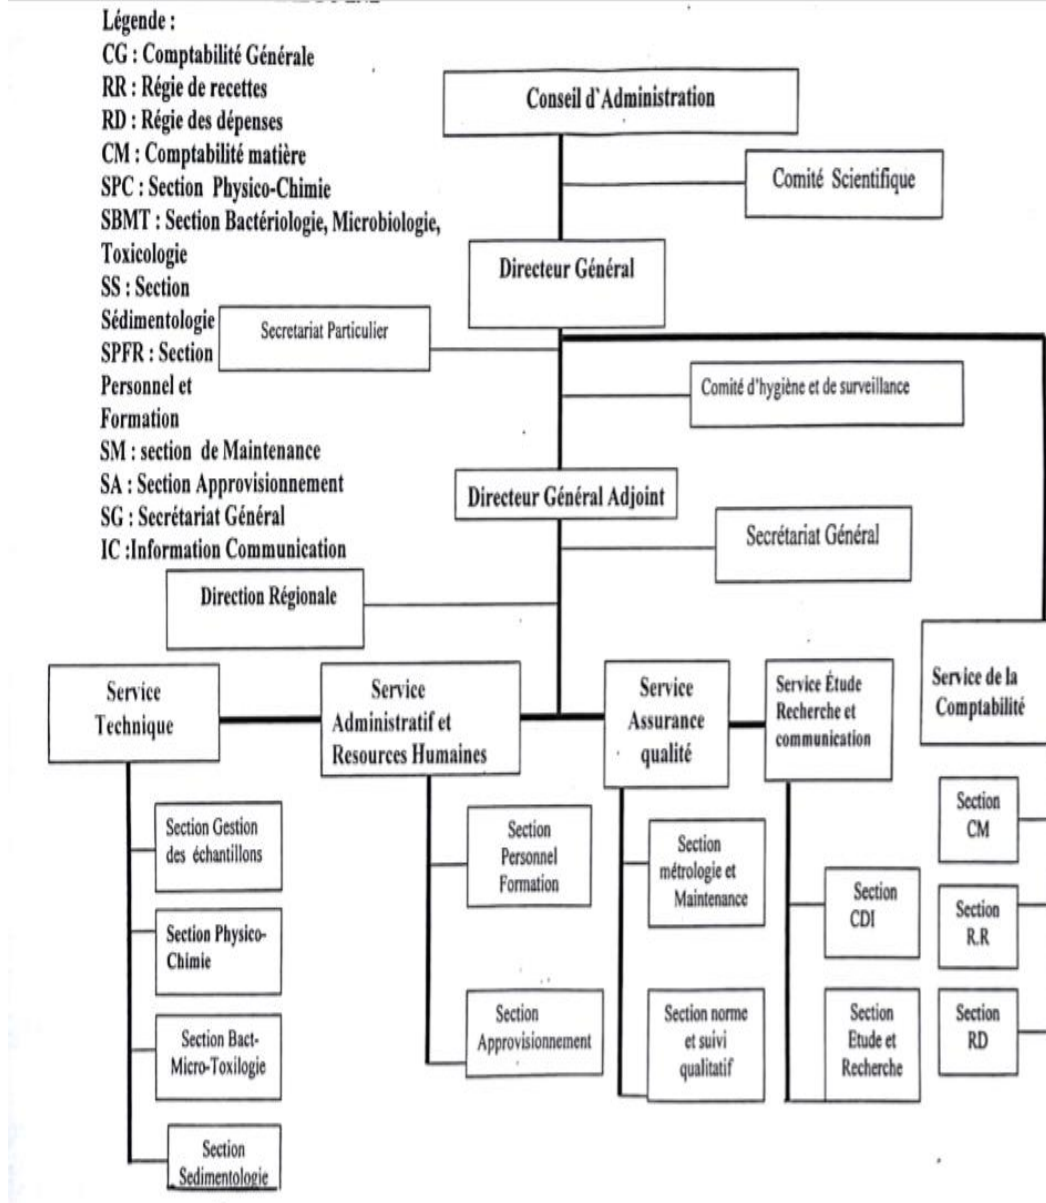 Légende :
CG : Comptabilité Générale
RR : Régie de recettes
RD : Régie des dépenses
CM : Comptabilité matière
SPC : Section Physico-Chimie
SBMT : Section Bactériologie, Microbiologie,
Toxicologie
SS : Section
Sédimentologie
SPFR : Section
Personnel et
Formation
SM : section de Maintenance
SA : Section Approvisionnement
SG : Secrétariat Général
IC :Information Communication
Conseil d'Administration
Comité Scientifique
Directeur Général
Secretariat Particulier
Comité d'hygiène et de surveillance
Directeur Général Adjoint
Secrétariat Général
Direction Régionale
Service
Technique
Service
Administratif et
Resources Humaines
Service
Assurance
qualité
Service Étude
Recherche et
communication
Service de la
Comptabilité
Section Gestion
des échantillons
Section Physico-
Chimie
Section Bact-
Micro-Toxilogie
Section
Sedimentologie
Section
Personnel
Formation
Section
Approvisionnement
Section
métrologie et
Maintenance
Section norme
et suivi
qualitatif
Section
CDI
Section
Etude et
Recherche
Section
CM
Section
R.R
Section
RD